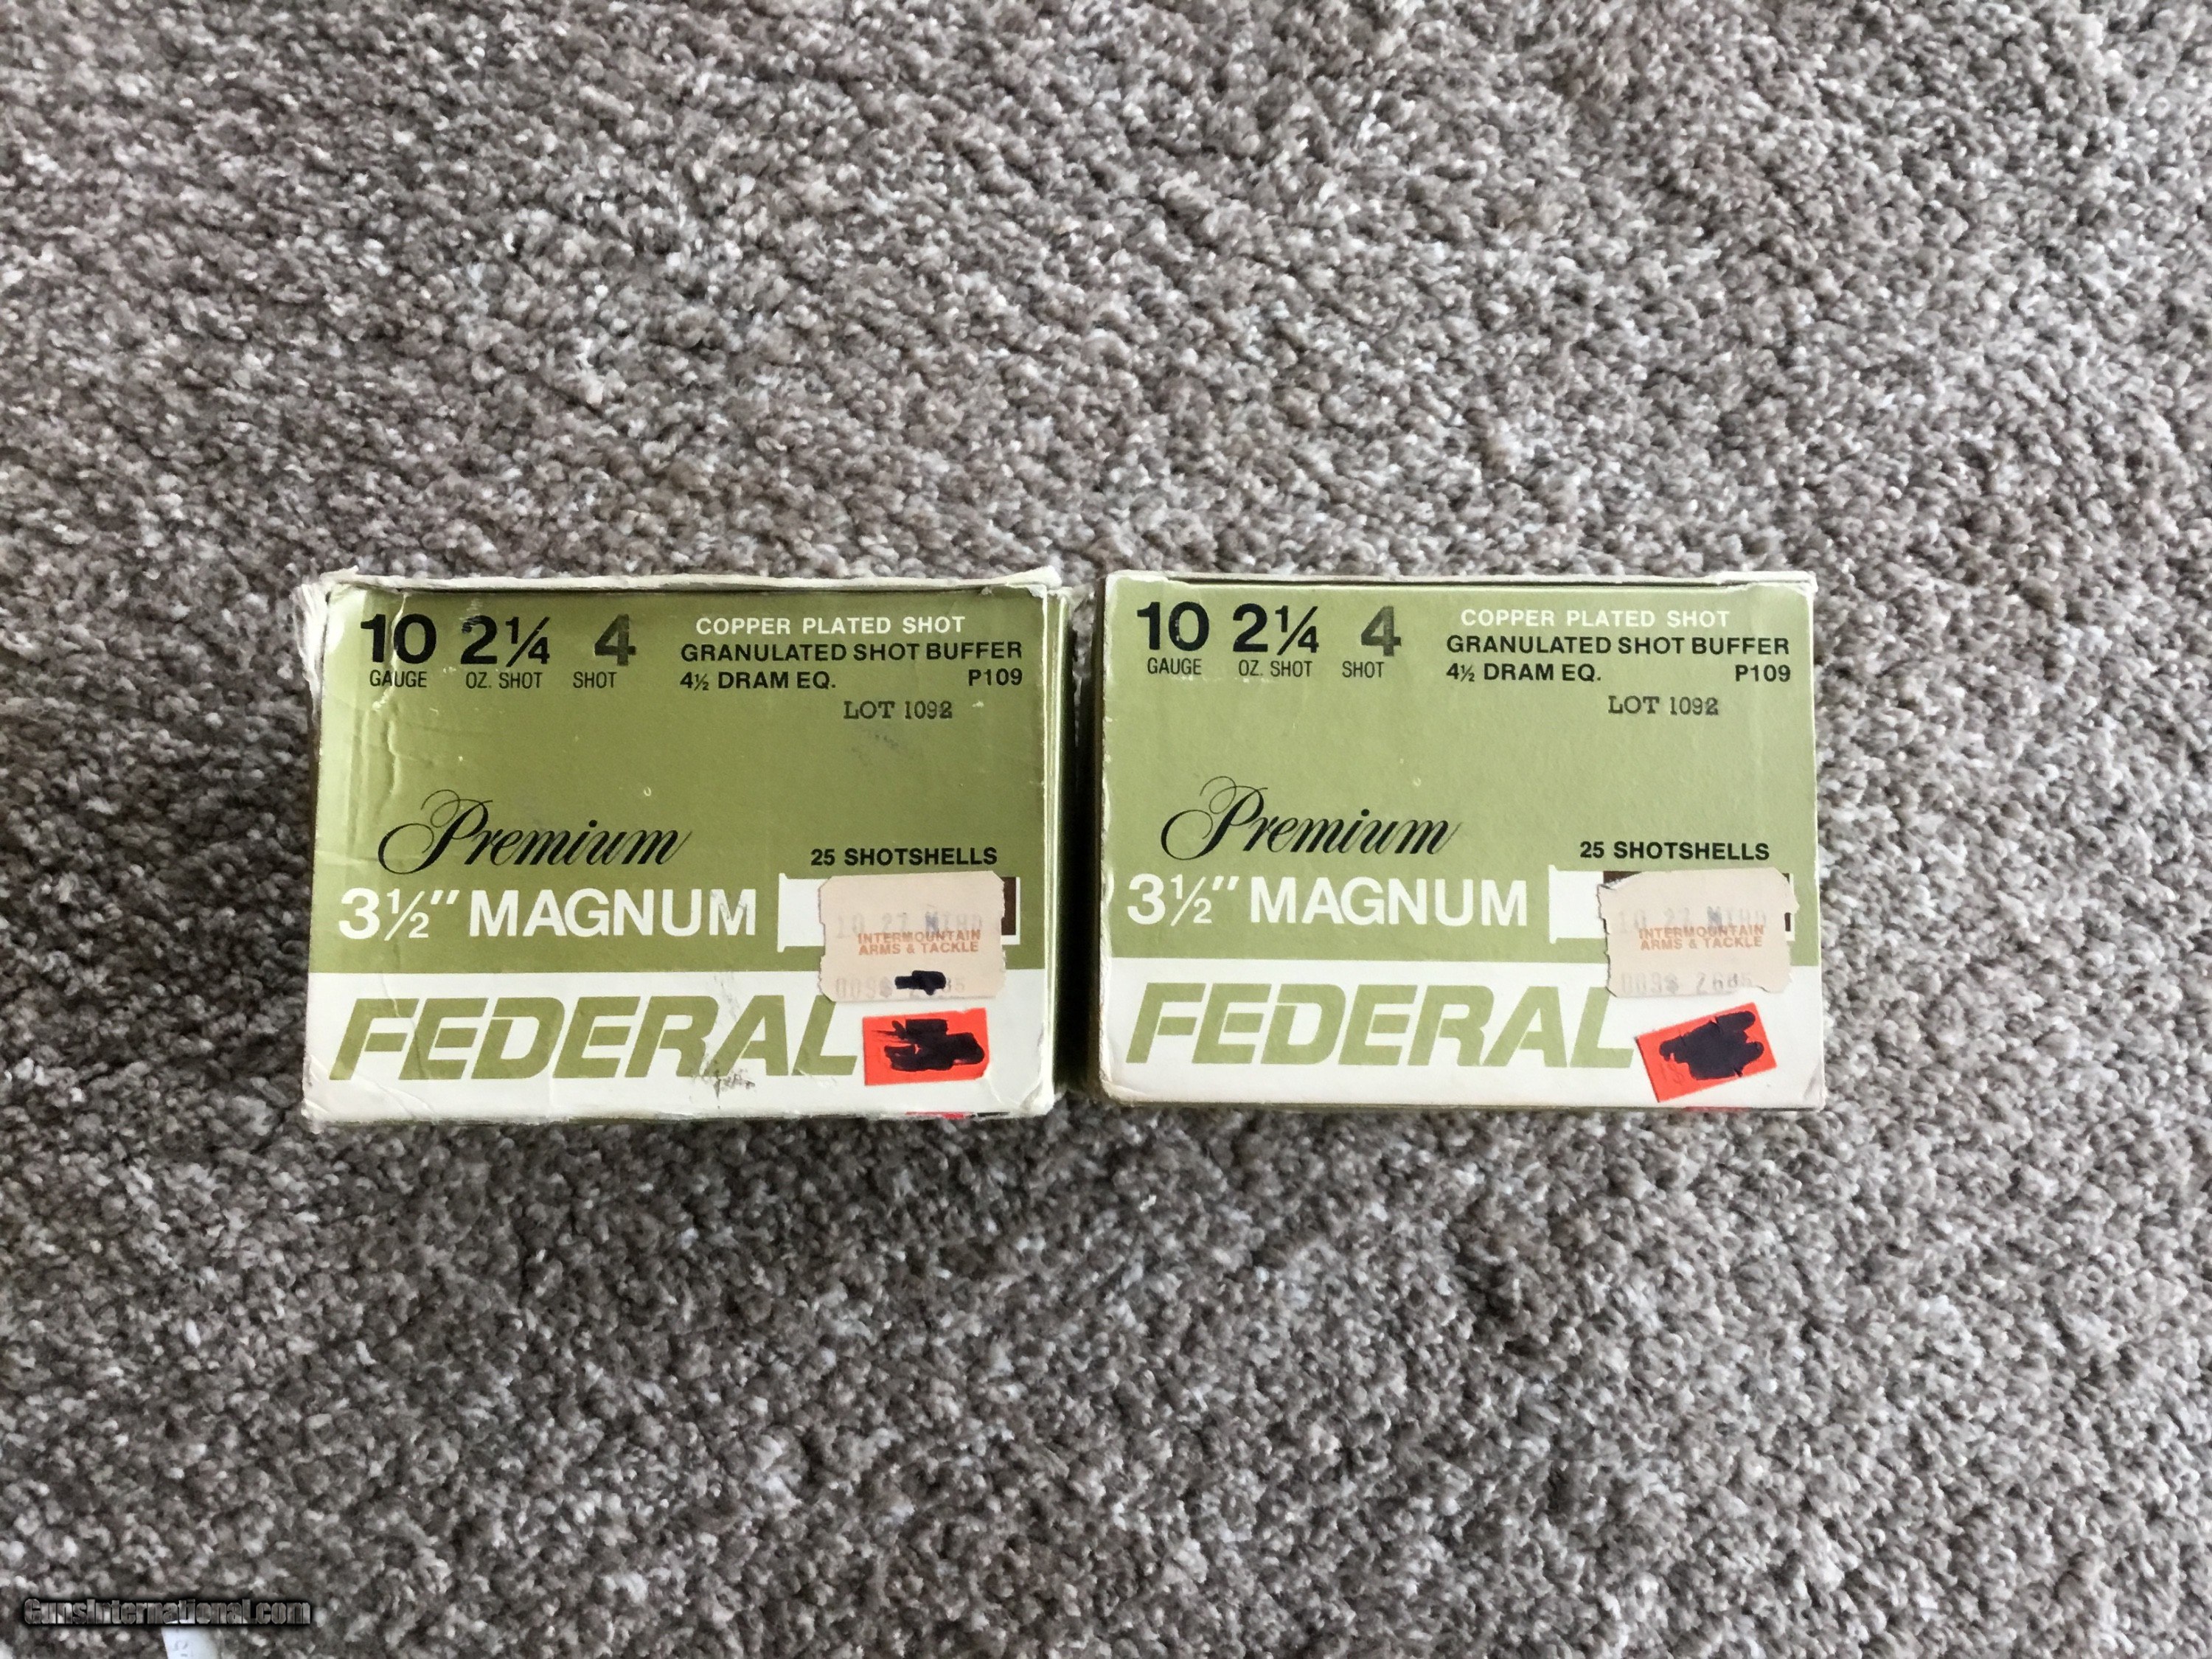 10 2¼ 4 COPPER PLATED SHOT
GAUGE OZ. SHOT SHOT GRANULATED SHOT BUFFER
4½ DRAM EQ. P109
LOT 1092
Premium
25 SHOTSHELLS
3½" MAGNUM
INTERMOUNTAIN
ARMS & TACKLE
FEDERAL
10 2¼ 4 COPPER PLATED SHOT
GAUGE OZ. SHOT SHOT GRANULATED SHOT BUFFER
4½ DRAM EQ. P109
LOT 1092
Premium
25 SHOTSHELLS
3½" MAGNUM
INTERMOUNTAIN
ARMS & TACKLE
FEDERAL
GunsInternational.com